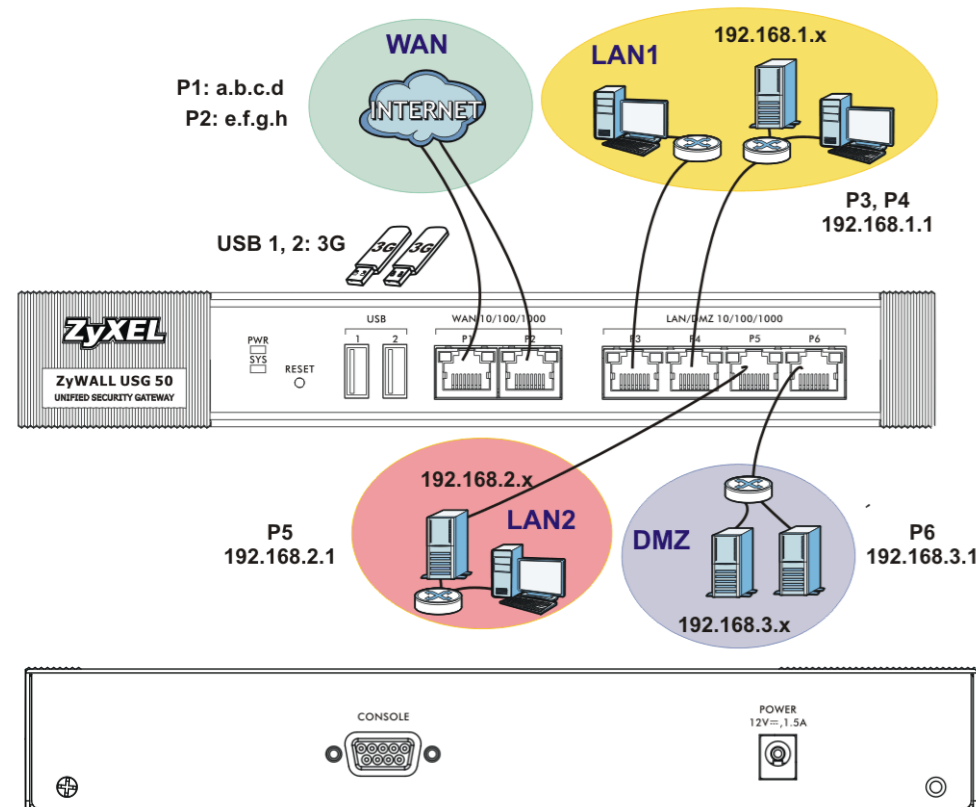 WAN
INTERNET
P1: a.b.c.d
P2: e.f.g.h
LAN1
192.168.1.x
P3, P4
192.168.1.1
USB 1, 2: 3G
3G
3G
ZyXEL
ZyWALL USG 50
UNIFIED SECURITY GATEWAY
PWR
SYS
RESET
USB
1 2
WAN 10/100/1000
P1 P2
LAN/DMZ 10/100/1000
P3 P4 P5 P6
192.168.2.x
LAN2
P5
192.168.2.1
DMZ
192.168.3.x
P6
192.168.3.1
CONSOLE
POWER
12V⎓,1.5A